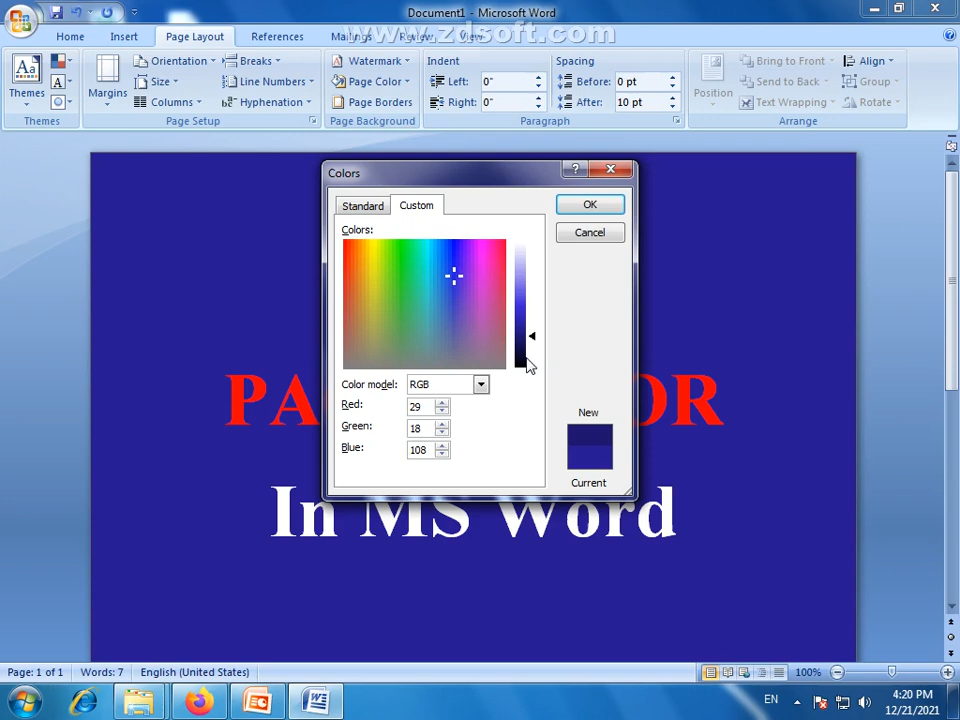 Document1 - Microsoft Word
www.zdsoft.com
Home Insert Page Layout References Mailings Review View
Aa Themes
Margins
Orientation Breaks
Size Line Numbers
Columns Hyphenation
Watermark
Page Color
Page Borders
Indent Spacing
Left: 0" Before: 0 pt
Right: 0" After: 10 pt
Position
Bring to Front Align
Send to Back Group
Text Wrapping Rotate
Themes Page Setup Page Background Paragraph Arrange
Colors
Standard Custom OK
Cancel
Colors:
Color model: RGB
Red: 29
Green: 18
Blue: 108
New
Current
PA OR
In MS Word
Page: 1 of 1 Words: 7 English (United States) 100%
EN 4:20 PM
12/21/2021